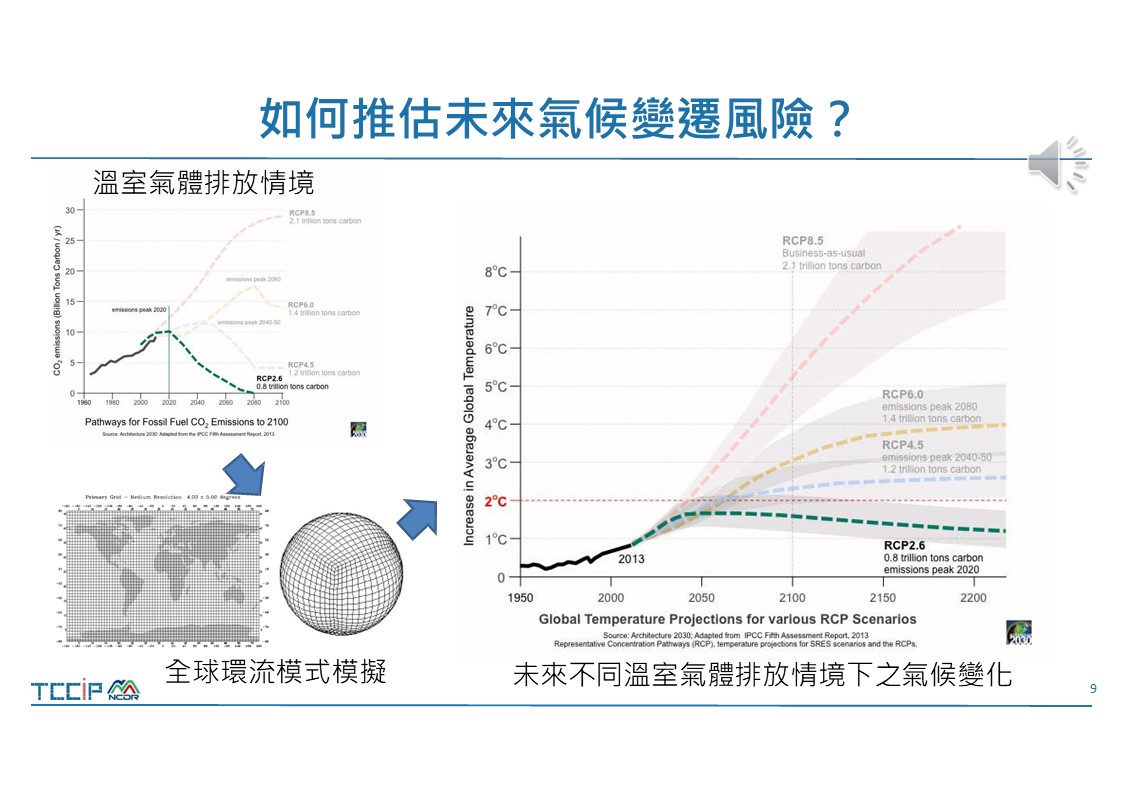 如何推估未來氣候變遷風險？
溫室氣體排放情境
CO2 emissions (Billion Tons Carbon / yr)
30
25
20
15
10
5
0
1960
1980
2000
2020
2040
2060
2080
2100
RCP8.5
2.1 trillion tons carbon
emissions peak 2080
emissions peak 2020
RCP6.0
1.4 trillion tons carbon
emissions peak 2040-50
RCP4.5
1.2 trillion tons carbon
RCP2.6
0.8 trillion tons carbon
Pathways for Fossil Fuel CO2 Emissions to 2100
Source: Architecture 2030. Adapted from the IPCC Fifth Assessment Report, 2013.
Primary Grid - Medium Resolution 4.00 x 5.00 degrees
全球環流模式模擬
Increase in Average Global Temperature
8°C
7°C
6°C
5°C
4°C
3°C
2°C
1°C
0
1950
2000
2050
2100
2150
2200
RCP8.5
Business-as-usual
2.1 trillion tons carbon
RCP6.0
emissions peak 2080
1.4 trillion tons carbon
RCP4.5
emissions peak 2040-50
1.2 trillion tons carbon
2013
RCP2.6
0.8 trillion tons carbon
emissions peak 2020
Global Temperature Projections for various RCP Scenarios
Source: Architecture 2030; Adapted from IPCC Fifth Assessment Report, 2013
Representative Concentration Pathways (RCP), temperature projections for SRES scenarios and the RCPs.
2030
未來不同溫室氣體排放情境下之氣候變化
TCCiP
NCDR
9